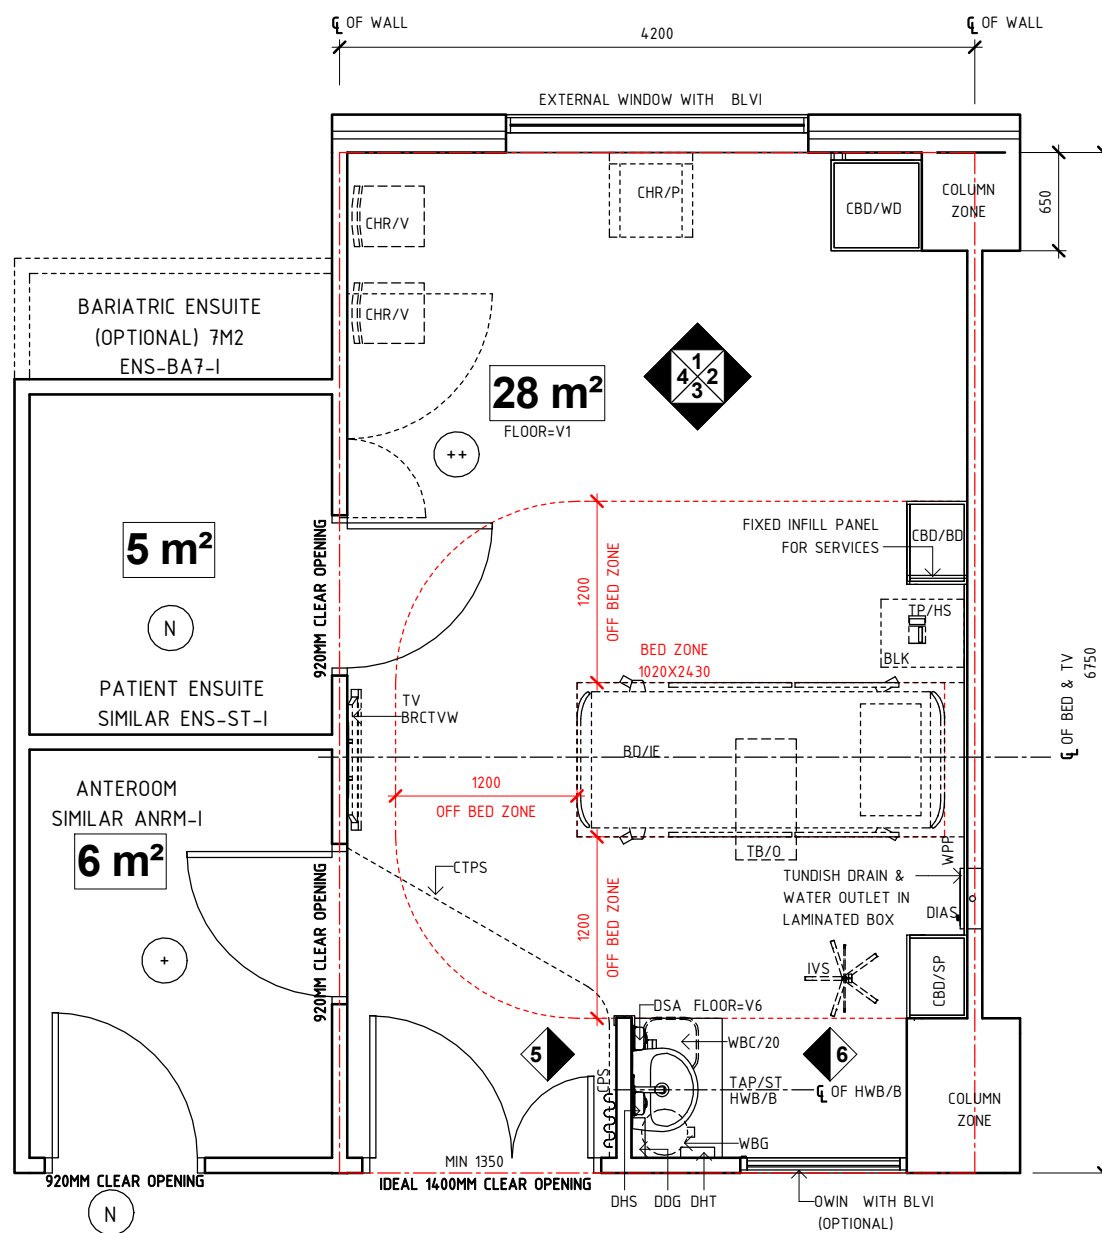 ℄ OF WALL
℄ OF WALL
4200
EXTERNAL WINDOW WITH BLVI
CHR/V
CHR/P
CBD/WD
COLUMN
ZONE
650
BARIATRIC ENSUITE
(OPTIONAL) 7M2
ENS-BA7-I
CHR/V
1
4 2
3
28 m²
FLOOR=V1
++
5 m²
N
PATIENT ENSUITE
SIMILAR ENS-ST-I
920MM CLEAR OPENING
1200
OFF BED ZONE
FIXED INFILL PANEL
FOR SERVICES
CBD/BD
TP/HS
BLK
BED ZONE
1020X2430
6750
℄ OF BED & TV
TV
BRCTVW
BD/IE
ANTEROOM
SIMILAR ANRM-I
6 m²
1200
OFF BED ZONE
TB/O
WPP
CTPS
TUNDISH DRAIN &
WATER OUTLET IN
LAMINATED BOX
DIAS
920MM CLEAR OPENING
1200
OFF BED ZONE
+
IVS
CBD/SP
DSA FLOOR=V6
5
WBC/20
6
CPS
TAP/ST
HWB/B
℄ OF HWB/B
COLUMN
ZONE
WBG
MIN 1350
920MM CLEAR OPENING
IDEAL 1400MM CLEAR OPENING
DHS DDG DHT
OWIN WITH BLVI
(OPTIONAL)
N